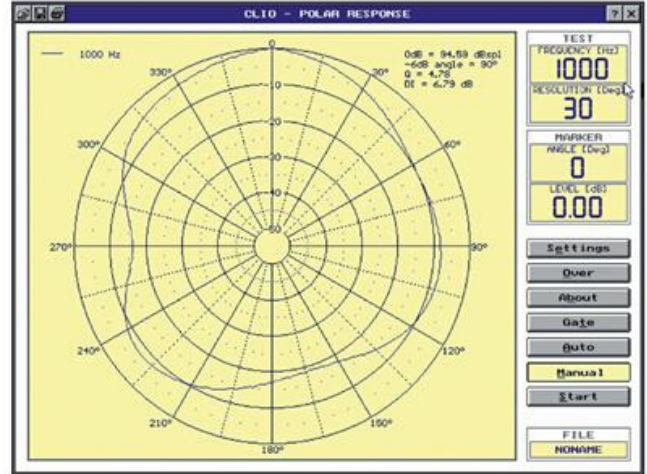 CLIO - POLAR RESPONSE
? X
1000 Hz
0dB = 94.59 dBspl
-6dB angle = 90°
Q = 4.78
DI = 6.79 dB
0
330°
30°
-10
300°
-20
60°
-30
-40
-50
270°
90°
240°
120°
210°
150°
180°
TEST
FREQUENCY [Hz]
1000
RESOLUTION [Deg]
30
MARKER
ANGLE [Deg]
0
LEVEL [dB]
0.00
Settings
Over
About
Gate
Auto
Manual
Start
FILE
NONAME